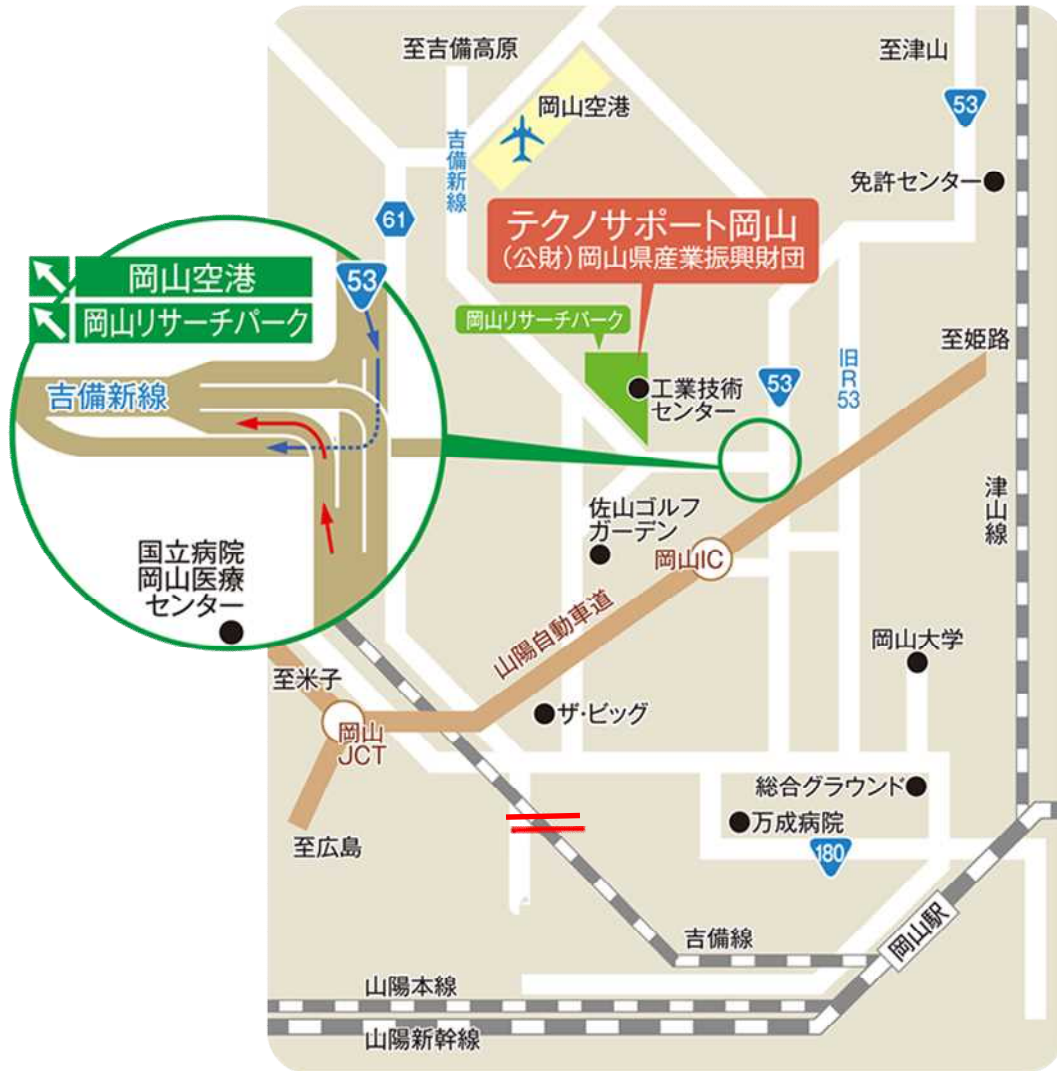 至吉備高原
至津山
岡山空港
53
吉備新線
免許センター
61
テクノサポート岡山
(公財)岡山県産業振興財団
岡山空港
岡山リサーチパーク
53
岡山リサーチパーク
至姫路
吉備新線
工業技術
センター
53
旧R53
津山線
佐山ゴルフ
ガーデン
岡山IC
国立病院
岡山医療
センター
山陽自動車道
岡山大学
至米子
ザ・ビッグ
岡山
JCT
総合グラウンド
万成病院
至広島
180
吉備線
岡山駅
山陽本線
山陽新幹線